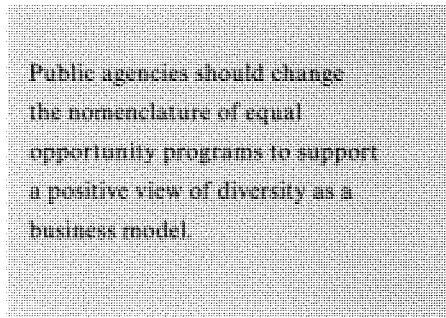 Public agencies should change
the nomenclature of equal
opportunity programs to support
a positive view of diversity as a
business model.